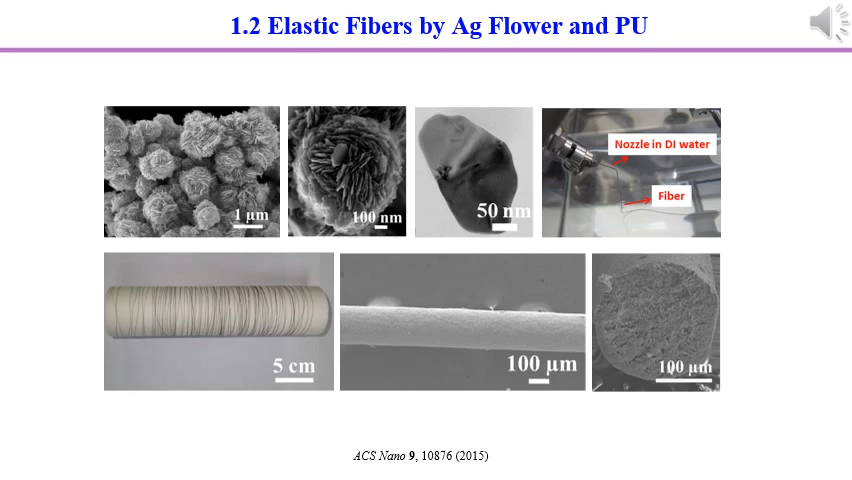 1.2 Elastic Fibers by Ag Flower and PU
1 μm
100 nm
50 nm
Nozzle in DI water
Fiber
5 cm
100 μm
100 μm
ACS Nano 9, 10876 (2015)